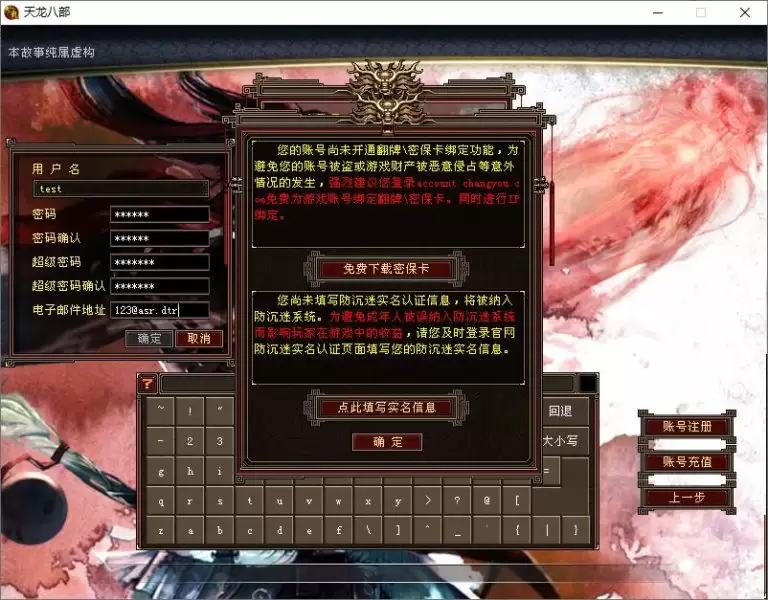 天龙八部
本故事纯属虚构
用户名
test
密码
******
密码确认
******
超级密码
*******
超级密码确认
*******
电子邮件地址
123@asr.dtr
确定
取消
您的账号尚未开通翻牌\密保卡绑定功能，为
避免您的账号被盗或游戏财产被恶意侵占等意外
情况的发生，强烈建议您登录account changyou c
om免费为游戏账号绑定翻牌\密保卡。同时进行IP
绑定。
免费下载密保卡
您尚未填写防沉迷实名认证信息，将被纳入
防沉迷系统。为避免成年人被误纳入防沉迷系统
而影响玩家在游戏中的收益，请您及时登录官网
防沉迷实名认证页面填写您的防沉迷实名信息。
点此填写实名信息
确定
?
~ ! " 回退
- 2 3 大小写
g h i =
q r s t u v w x y > ? @ [
z a b c d e f \ ] ^ _ ` { | }
账号注册
账号充值
上一步